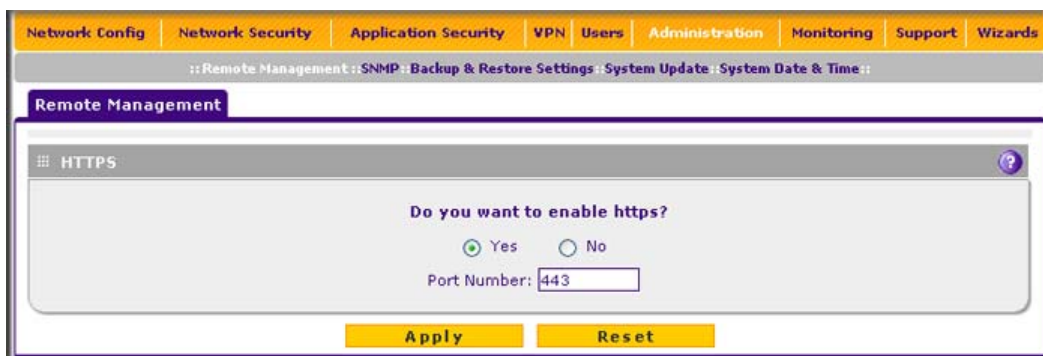 Network Config Network Security Application Security VPN Users Administration Monitoring Support Wizards
:: Remote Management :: SNMP :: Backup & Restore Settings :: System Update :: System Date & Time ::
Remote Management
HTTPS ?
Do you want to enable https?
Yes No
Port Number: 443
Apply Reset